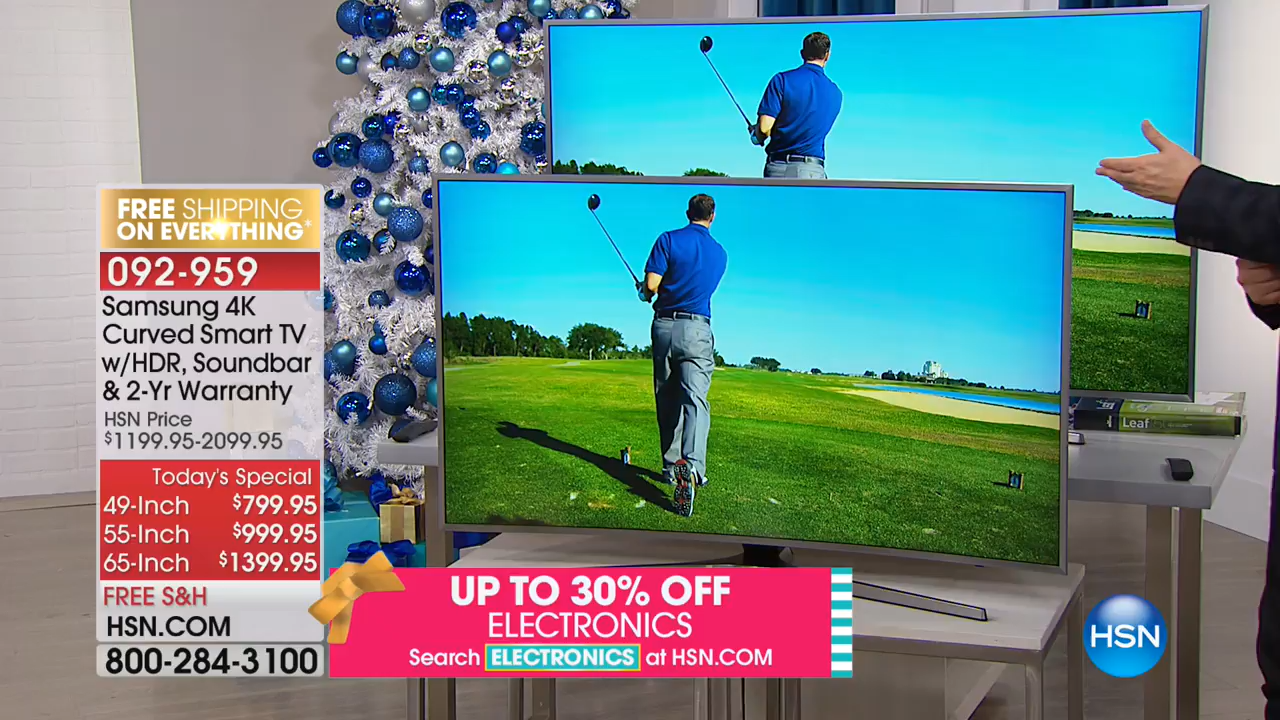 FREE SHIPPING
ON EVERYTHING*
092-959
Samsung 4K
Curved Smart TV
w/HDR, Soundbar
& 2-Yr Warranty
HSN Price
$1199.95-2099.95
Today's Special
49-Inch $799.95
55-Inch $999.95
65-Inch $1399.95
FREE S&H
HSN.COM
800-284-3100
UP TO 30% OFF
ELECTRONICS
Search ELECTRONICS at HSN.COM
Leaf
HSN